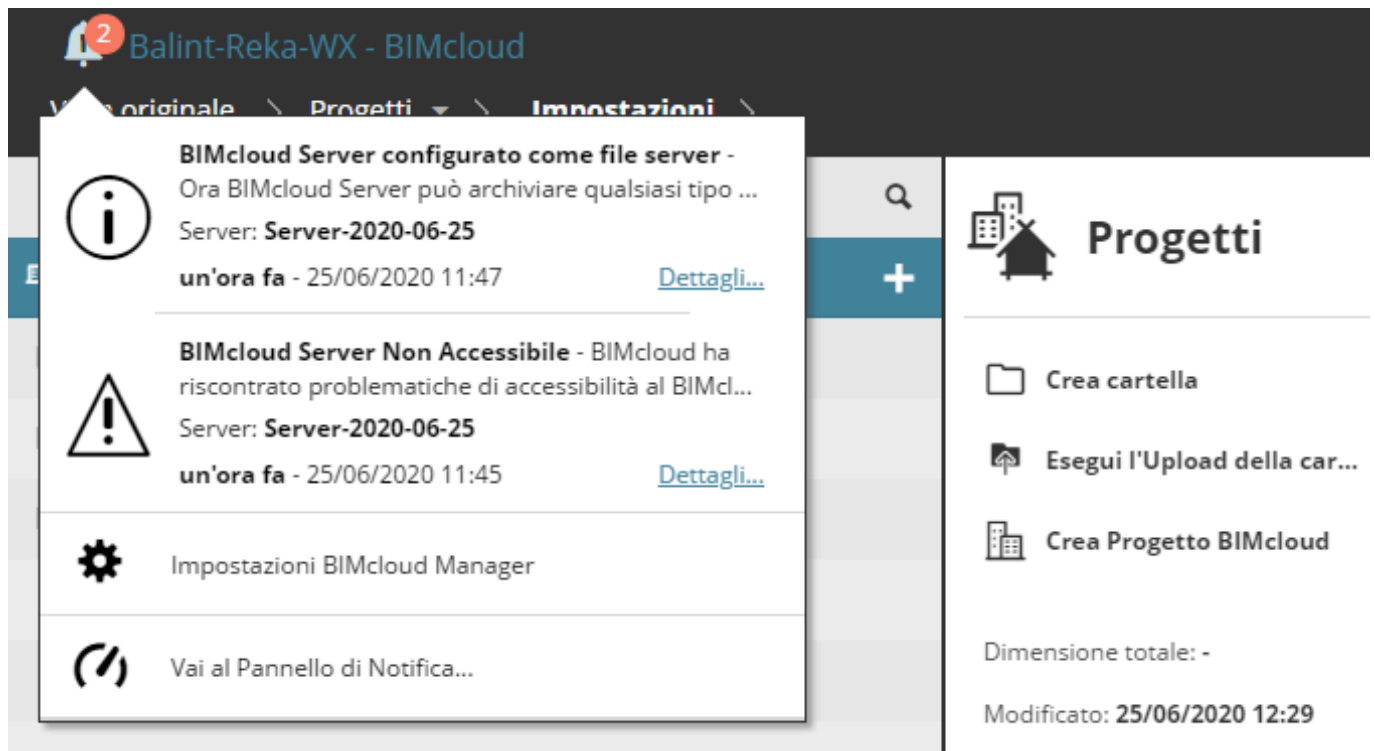 2
Balint-Reka-WX - BIMcloud
originale > Progetti > Impostazioni >
BIMcloud Server configurato come file server -
Ora BIMcloud Server può archiviare qualsiasi tipo ...
Server: Server-2020-06-25
un'ora fa - 25/06/2020 11:47 Dettagli...
BIMcloud Server Non Accessibile - BIMcloud ha
riscontrato problematiche di accessibilità al BIMcl...
Server: Server-2020-06-25
un'ora fa - 25/06/2020 11:45 Dettagli...
Impostazioni BIMcloud Manager
Vai al Pannello di Notifica...
Progetti
Crea cartella
Esegui l'Upload della car...
Crea Progetto BIMcloud
Dimensione totale: -
Modificato: 25/06/2020 12:29